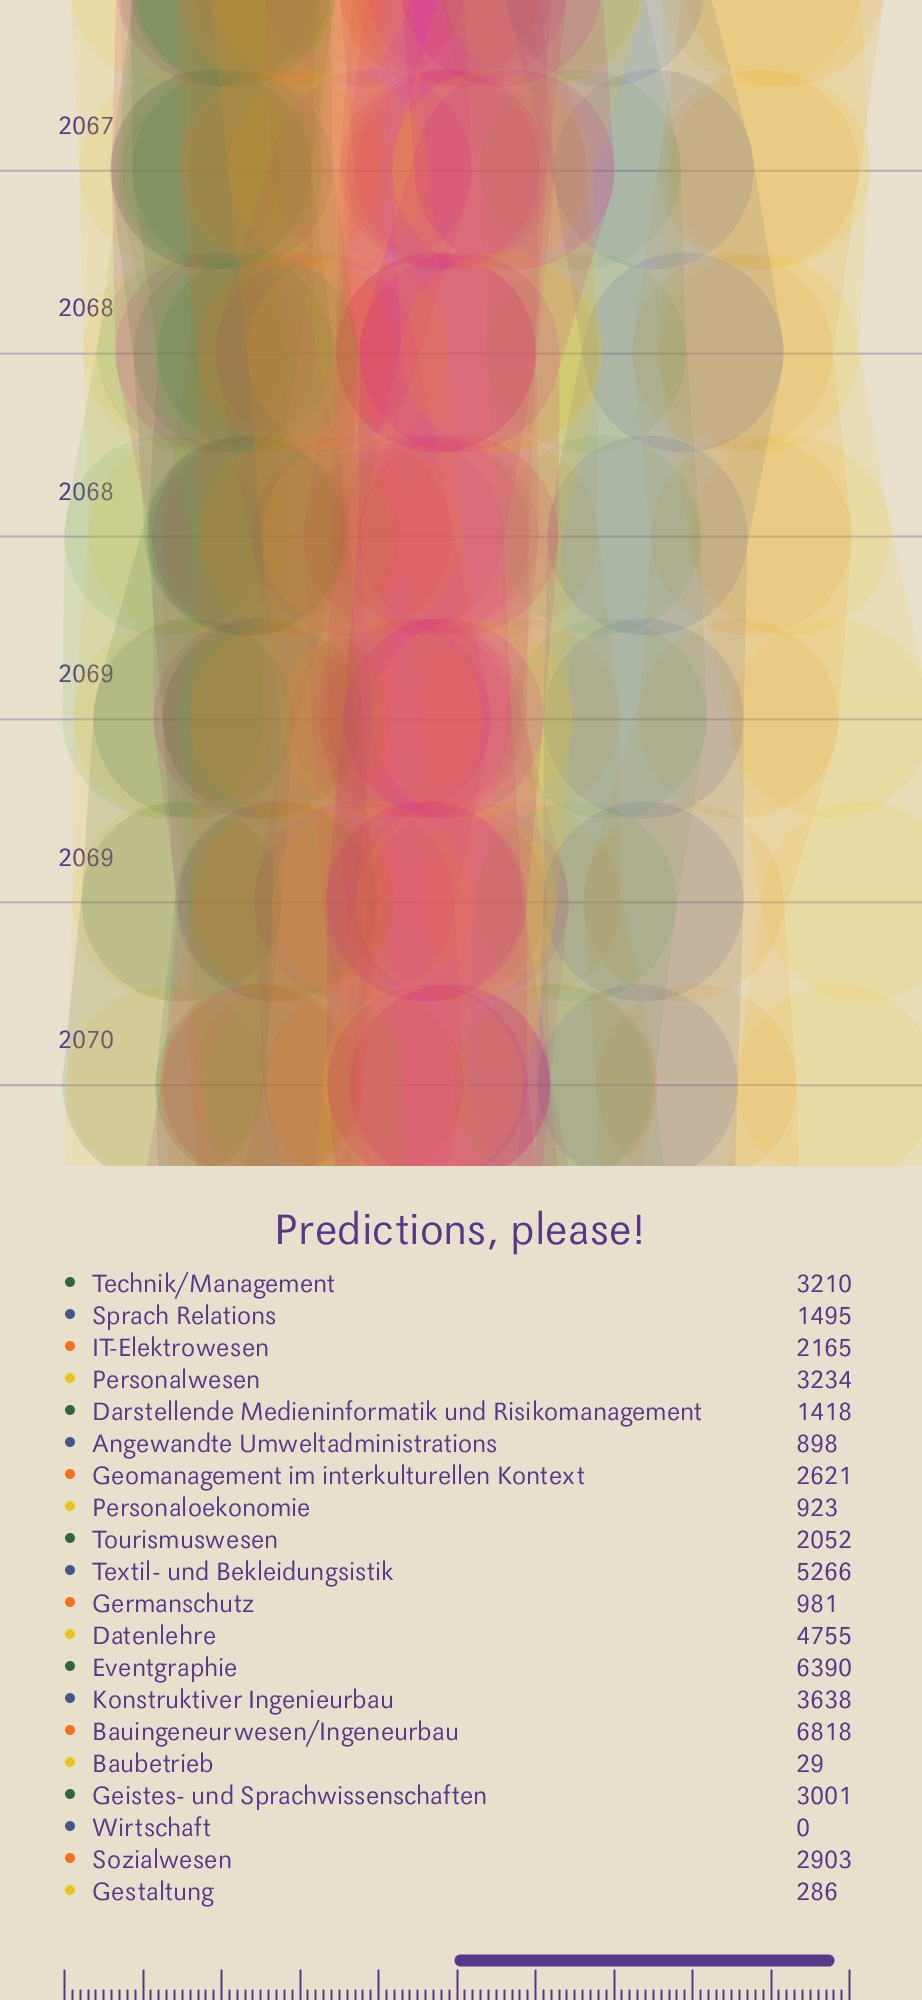 2067
2068
2068
2069
2069
2070
Predictions, please!
Technik/Management 3210
Sprach Relations 1495
IT-Elektrowesen 2165
Personalwesen 3234
Darstellende Medieninformatik und Risikomanagement 1418
Angewandte Umweltadministrations 898
Geomanagement im interkulturellen Kontext 2621
Personaloekonomie 923
Tourismuswesen 2052
Textil- und Bekleidungsistik 5266
Germanschutz 981
Datenlehre 4755
Eventgraphie 6390
Konstruktiver Ingenieurbau 3638
Bauingeneurwesen/Ingeneurbau 6818
Baubetrieb 29
Geistes- und Sprachwissenschaften 3001
Wirtschaft 0
Sozialwesen 2903
Gestaltung 286